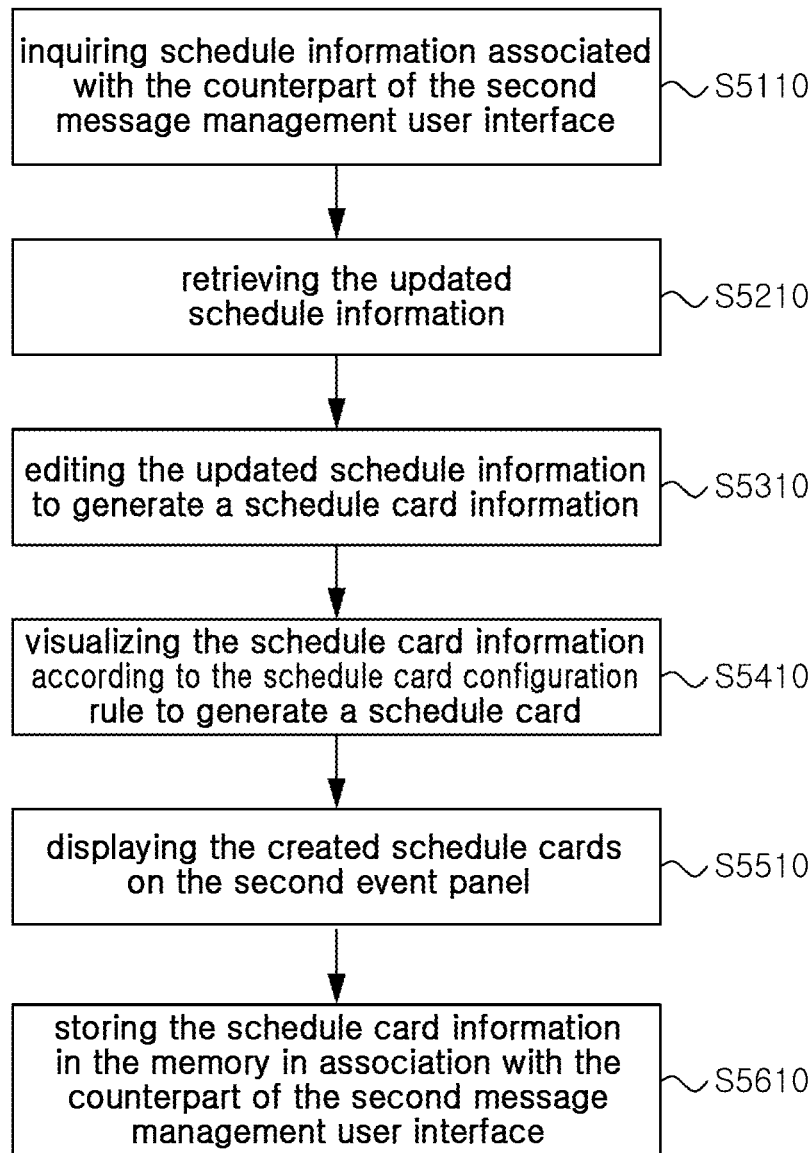 inquiring schedule information associated
with the counterpart of the second
message management user interface
S5110
retrieving the updated
schedule information
S5210
editing the updated schedule information
to generate a schedule card information
S5310
visualizing the schedule card information
according to the schedule card configuration
rule to generate a schedule card
S5410
displaying the created schedule cards
on the second event panel
S5510
storing the schedule card information
in the memory in association with the
counterpart of the second message
management user interface
S5610